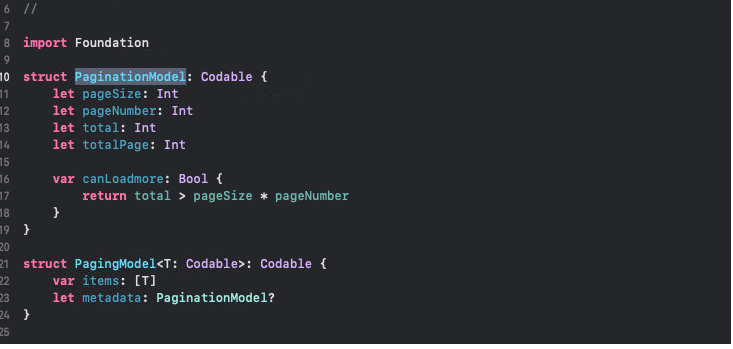 6 //
7
8 import Foundation
9
10 struct PaginationModel: Codable {
11     let pageSize: Int
12     let pageNumber: Int
13     let total: Int
14     let totalPage: Int
15
16     var canLoadmore: Bool {
17         return total > pageSize * pageNumber
18     }
19 }
20
21 struct PagingModel<T: Codable>: Codable {
22     var items: [T]
23     let metadata: PaginationModel?
24 }
25